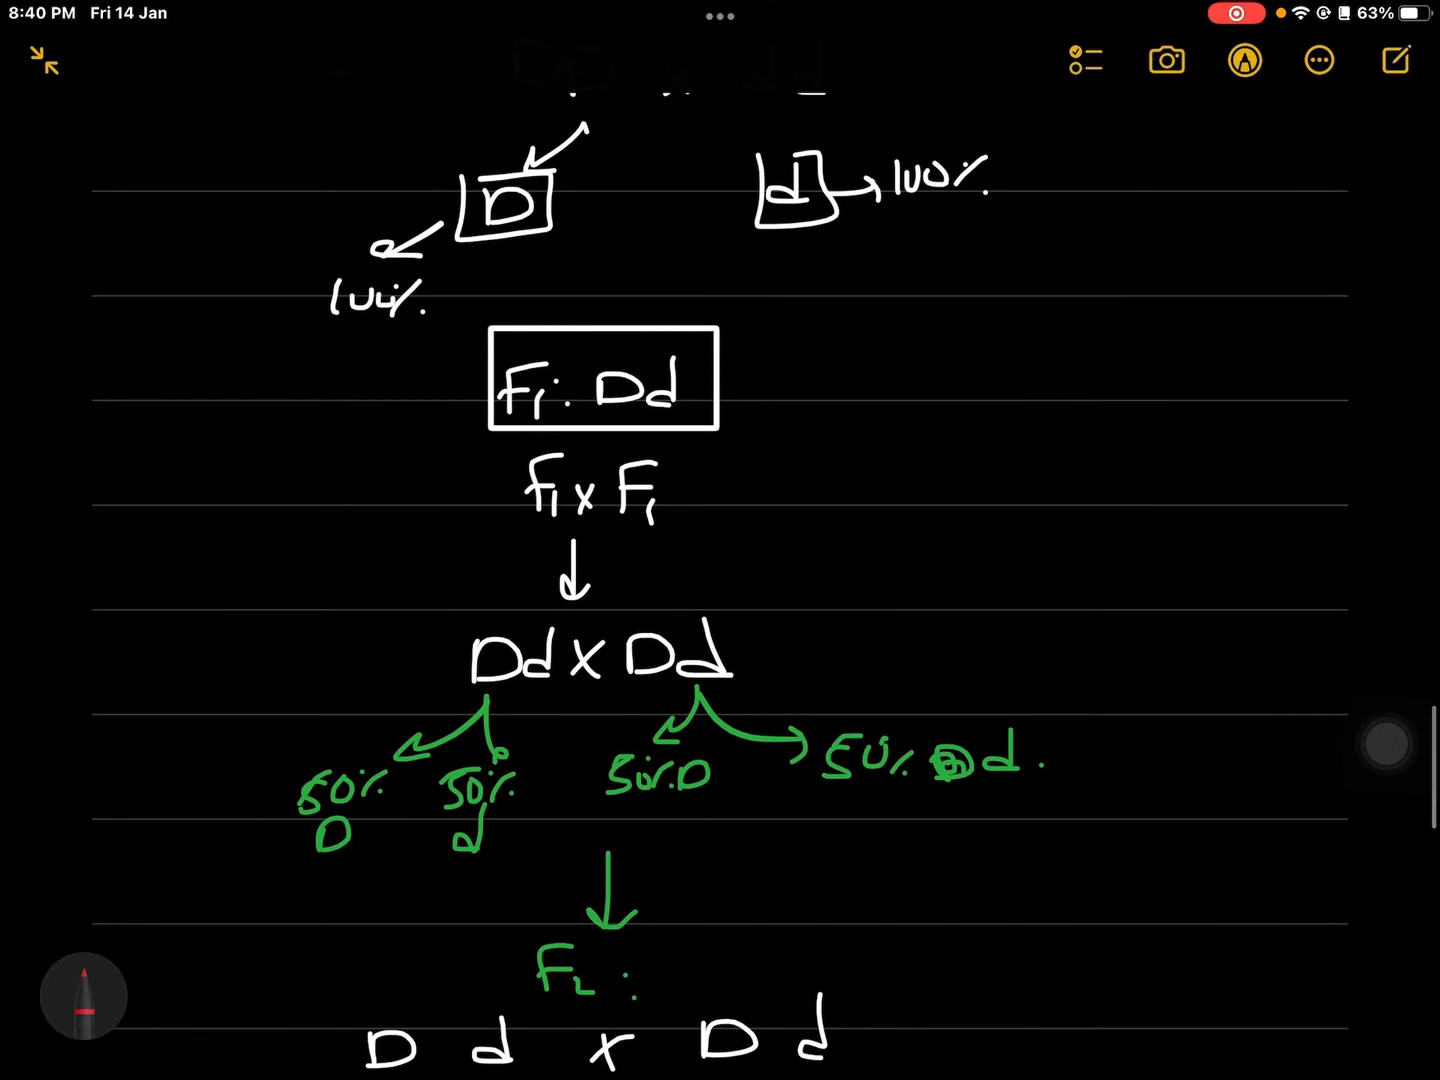 8:40 PM Fri 14 Jan
63%
D
d
100%
100%
F1: Dd
F1 x F1
Dd x Dd
50% D
50% d
50% D
50% d.
F2:
D d x D d